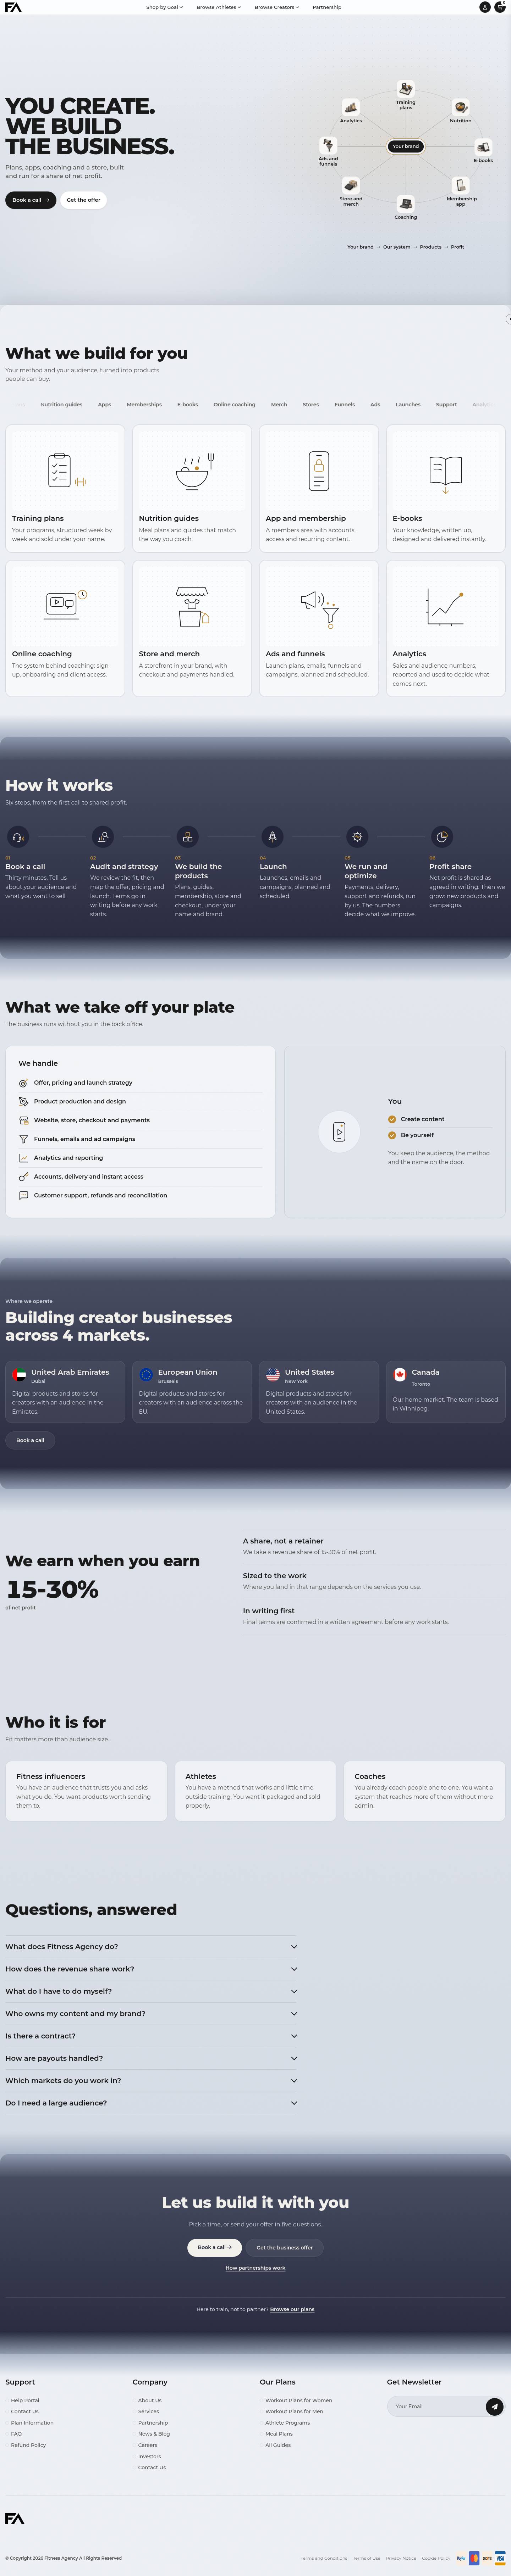 FA
Shop by Goal
Browse Athletes
Browse Creators
Partnership
YOU CREATE.
WE BUILD
THE BUSINESS.
Plans, apps, coaching and a store, built
and run for a share of net profit.
Book a call →
Get the offer
Training
plans
Analytics
Nutrition
Your brand
Ads and
funnels
E-books
Store and
merch
Membership
app
Coaching
Your brand → Our system → Products → Profit
What we build for you
Your method and your audience, turned into products
people can buy.
Nutrition guides
Apps
Memberships
E-books
Online coaching
Merch
Stores
Funnels
Ads
Launches
Support
Training plans
Your programs, structured week by
week and sold under your name.
Nutrition guides
Meal plans and guides that match
the way you coach.
App and membership
A members area with accounts,
access and recurring content.
E-books
Your knowledge, written up,
designed and delivered instantly.
Online coaching
The system behind coaching: sign-
up, onboarding and client access.
Store and merch
A storefront in your brand, with
checkout and payments handled.
Ads and funnels
Launch plans, emails, funnels and
campaigns, planned and scheduled.
Analytics
Sales and audience numbers,
reported and used to decide what
comes next.
How it works
Six steps, from the first call to shared profit.
01
Book a call
Thirty minutes. Tell us
about your audience and
what you want to sell.
02
Audit and strategy
We review the fit, then
map the offer, pricing and
launch. Terms go in
writing before any work
starts.
03
We build the
products
Plans, guides,
membership, store and
checkout, under your
name and brand.
04
Launch
Launches, emails and
campaigns, planned and
scheduled.
05
We run and
optimize
Payments, delivery,
support and refunds, run
by us. The numbers
decide what we improve.
06
Profit share
Net profit is shared as
agreed in writing. Then we
grow: new products and
campaigns.
What we take off your plate
The business runs without you in the back office.
We handle
Offer, pricing and launch strategy
Product production and design
Website, store, checkout and payments
Funnels, emails and ad campaigns
Analytics and reporting
Accounts, delivery and instant access
Customer support, refunds and reconciliation
You
Create content
Be yourself
You keep the audience, the method
and the name on the door.
Where we operate
Building creator businesses
across 4 markets.
United Arab Emirates
Dubai
Digital products and stores for
creators with an audience in the
Emirates.
European Union
Brussels
Digital products and stores for
creators with an audience across the
EU.
United States
New York
Digital products and stores for
creators with an audience in the
United States.
Canada
Toronto
Our home market. The team is based
in Winnipeg.
Book a call
We earn when you earn
15-30%
of net profit
A share, not a retainer
We take a revenue share of 15-30% of net profit.
Sized to the work
Where you land in that range depends on the services you use.
In writing first
Final terms are confirmed in a written agreement before any work starts.
Who it is for
Fit matters more than audience size.
Fitness influencers
You have an audience that trusts you and asks
what you do. You want products worth sending
them to.
Athletes
You have a method that works and little time
outside training. You want it packaged and sold
properly.
Coaches
You already coach people one to one. You want a
system that reaches more of them without more
admin.
Questions, answered
What does Fitness Agency do?
How does the revenue share work?
What do I have to do myself?
Who owns my content and my brand?
Is there a contract?
How are payouts handled?
Which markets do you work in?
Do I need a large audience?
Let us build it with you
Pick a time, or send your offer in five questions.
Book a call →
Get the business offer
How partnerships work
Here to train, not to partner? Browse our plans
Support
Help Portal
Contact Us
Plan Information
FAQ
Refund Policy
Company
About Us
Services
Partnership
News & Blog
Careers
Investors
Contact Us
Our Plans
Workout Plans for Women
Workout Plans for Men
Athlete Programs
Meal Plans
All Guides
Get Newsletter
Your Email
FA
© Copyright 2026 Fitness Agency All Rights Reserved
Terms and Conditions
Terms of Use
Privacy Notice
Cookie Policy